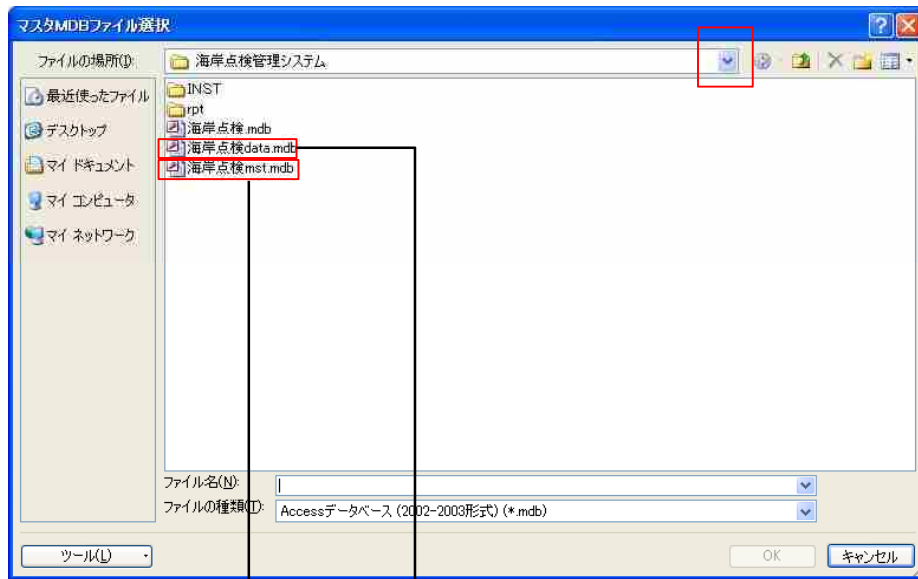 マスタMDBファイル選択
ファイルの場所(I):
海岸点検管理システム
最近使ったファイル
デスクトップ
マイ ドキュメント
マイ コンピュータ
マイ ネットワーク
INST
rpt
海岸点検.mdb
海岸点検data.mdb
海岸点検mst.mdb
ファイル名(N):
ファイルの種類(T):
Accessデータベース (2002-2003形式) (*.mdb)
ツール(L)
OK
キャンセル